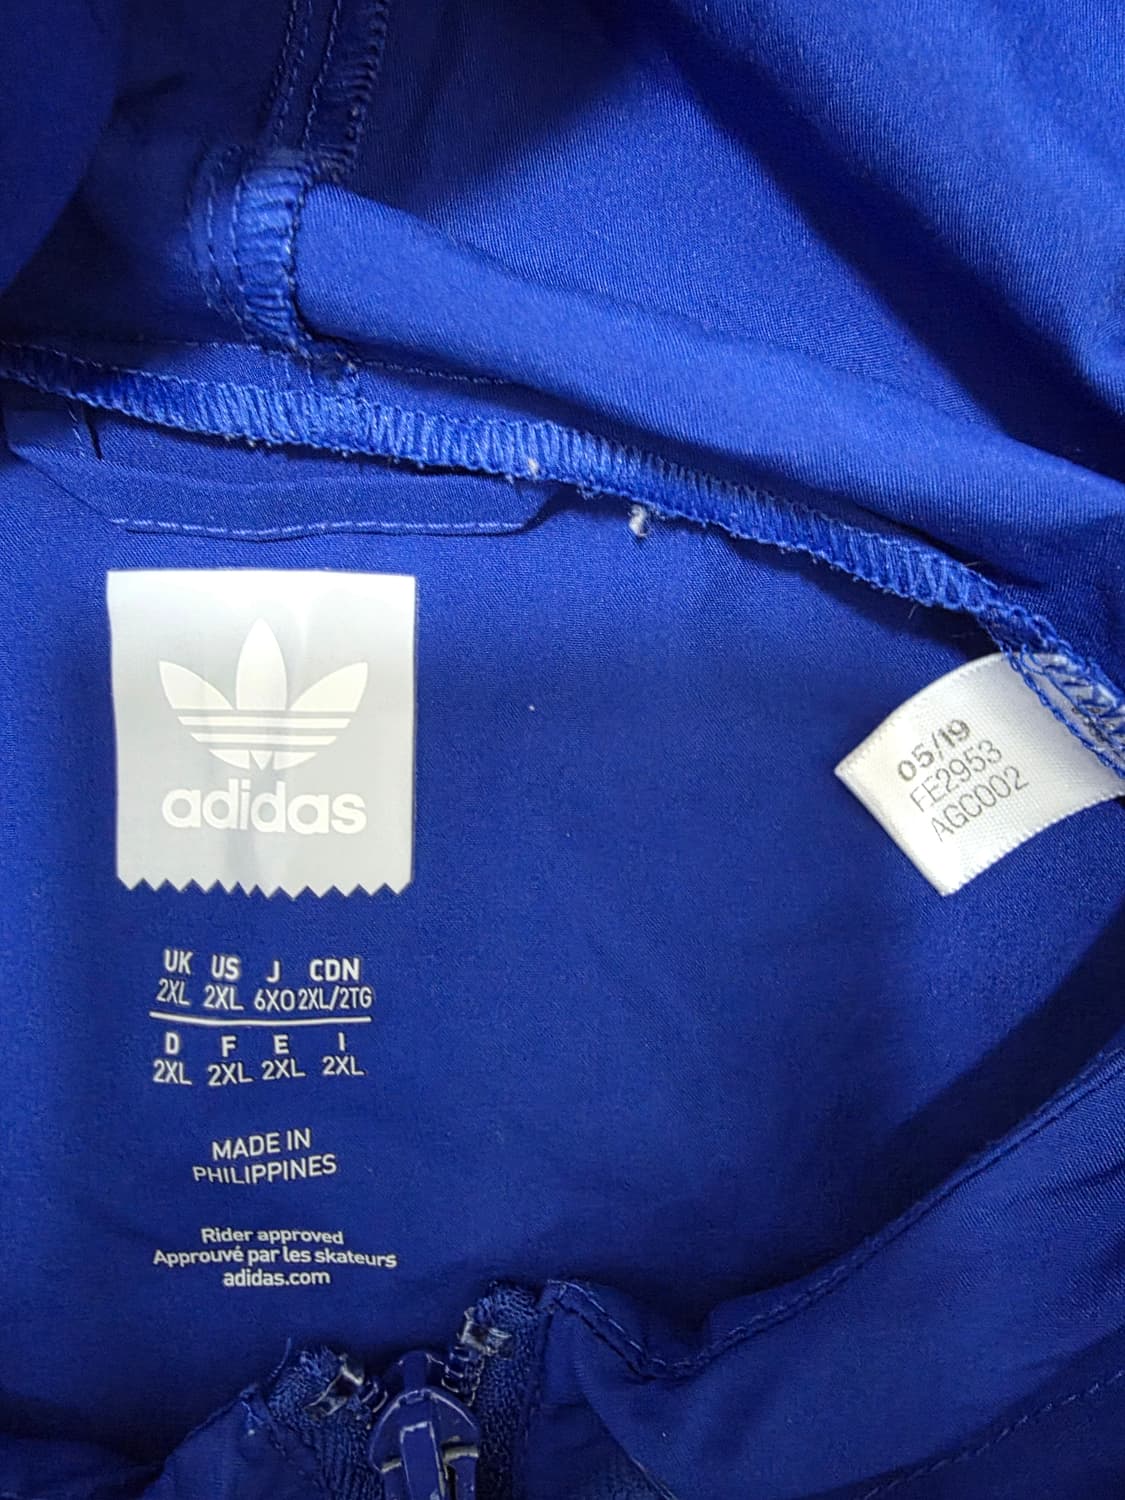 adidas
UK US J CDN
2XL 2XL 6XO 2XL/2TG
D F E I
2XL 2XL 2XL 2XL
MADE IN
PHILIPPINES
Rider approved
Approuvé par les skateurs
adidas.com
05/19
FE2953
AGC002